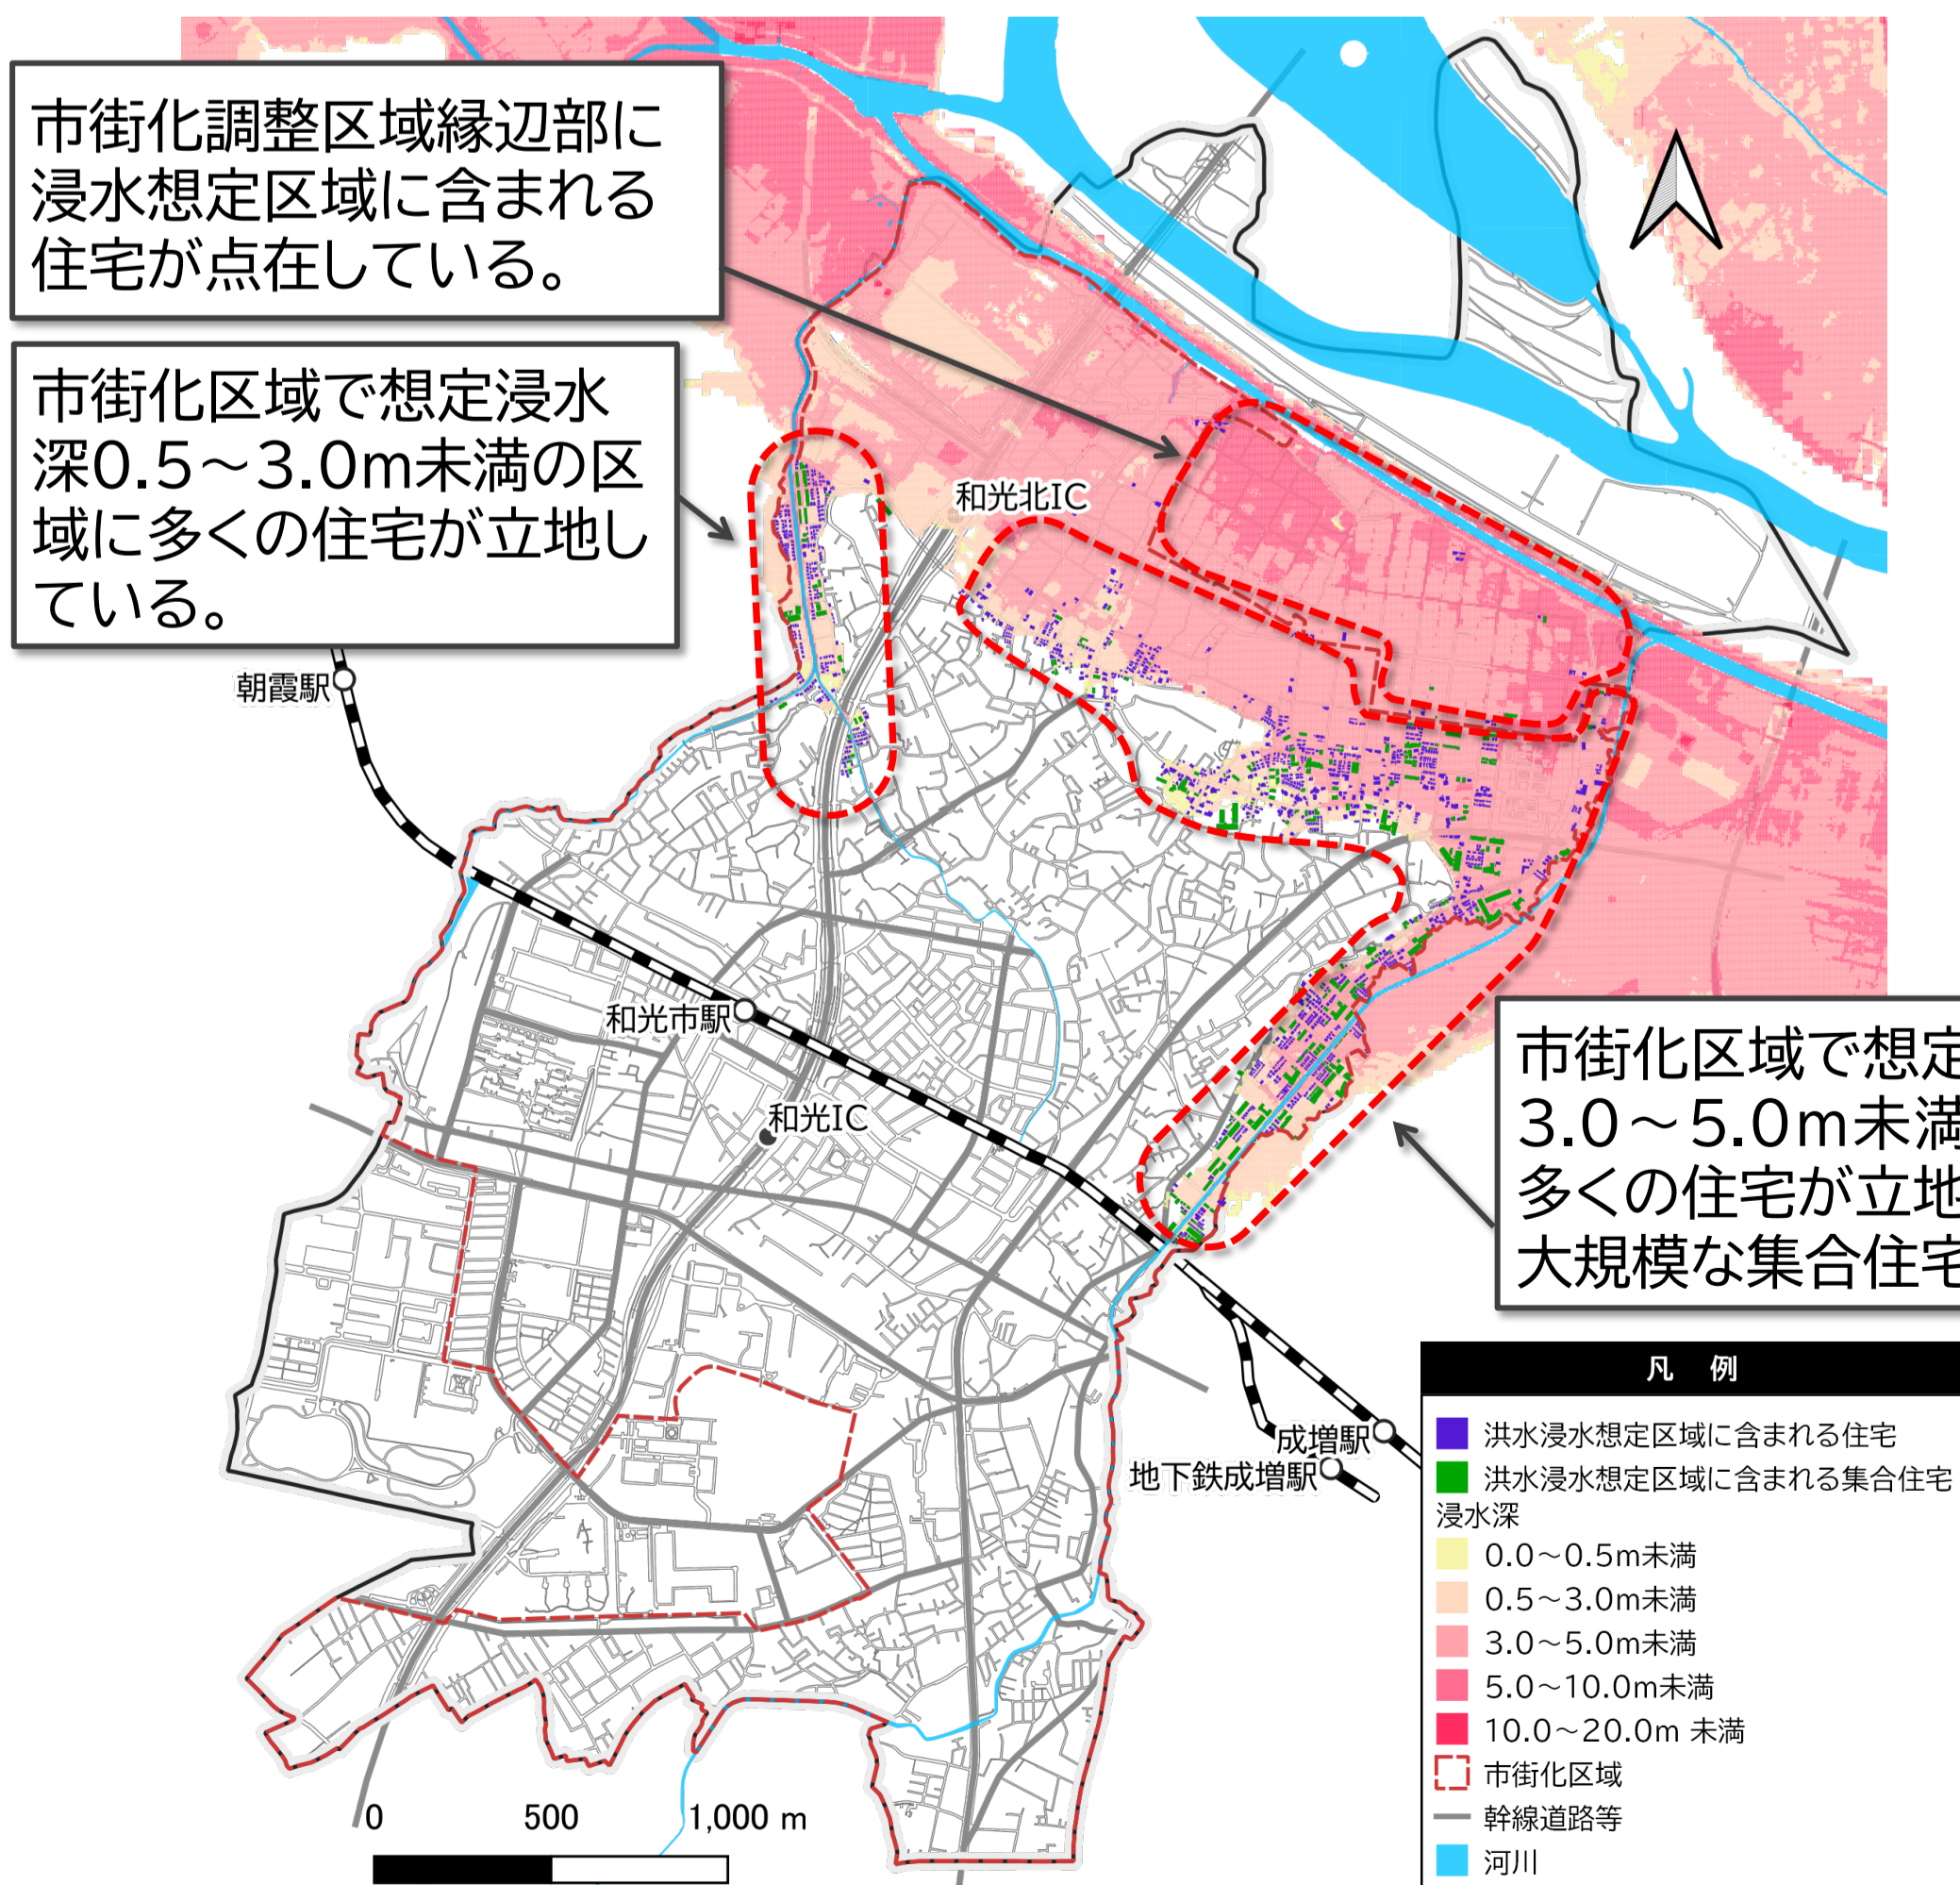 市街化調整区域縁辺部に
浸水想定区域に含まれる
住宅が点在している。
市街化区域で想定浸水
深0.5～3.0m未満の区
域に多くの住宅が立地し
ている。
和光北IC
朝霞駅
和光市駅
和光IC
市街化区域で想定
3.0～5.0m未満
多くの住宅が立地
大規模な集合住宅
成増駅
地下鉄成増駅
凡 例
洪水浸水想定区域に含まれる住宅
洪水浸水想定区域に含まれる集合住宅
浸水深
0.0～0.5m未満
0.5～3.0m未満
3.0～5.0m未満
5.0～10.0m未満
10.0～20.0m 未満
市街化区域
幹線道路等
河川
0 500 1,000 m